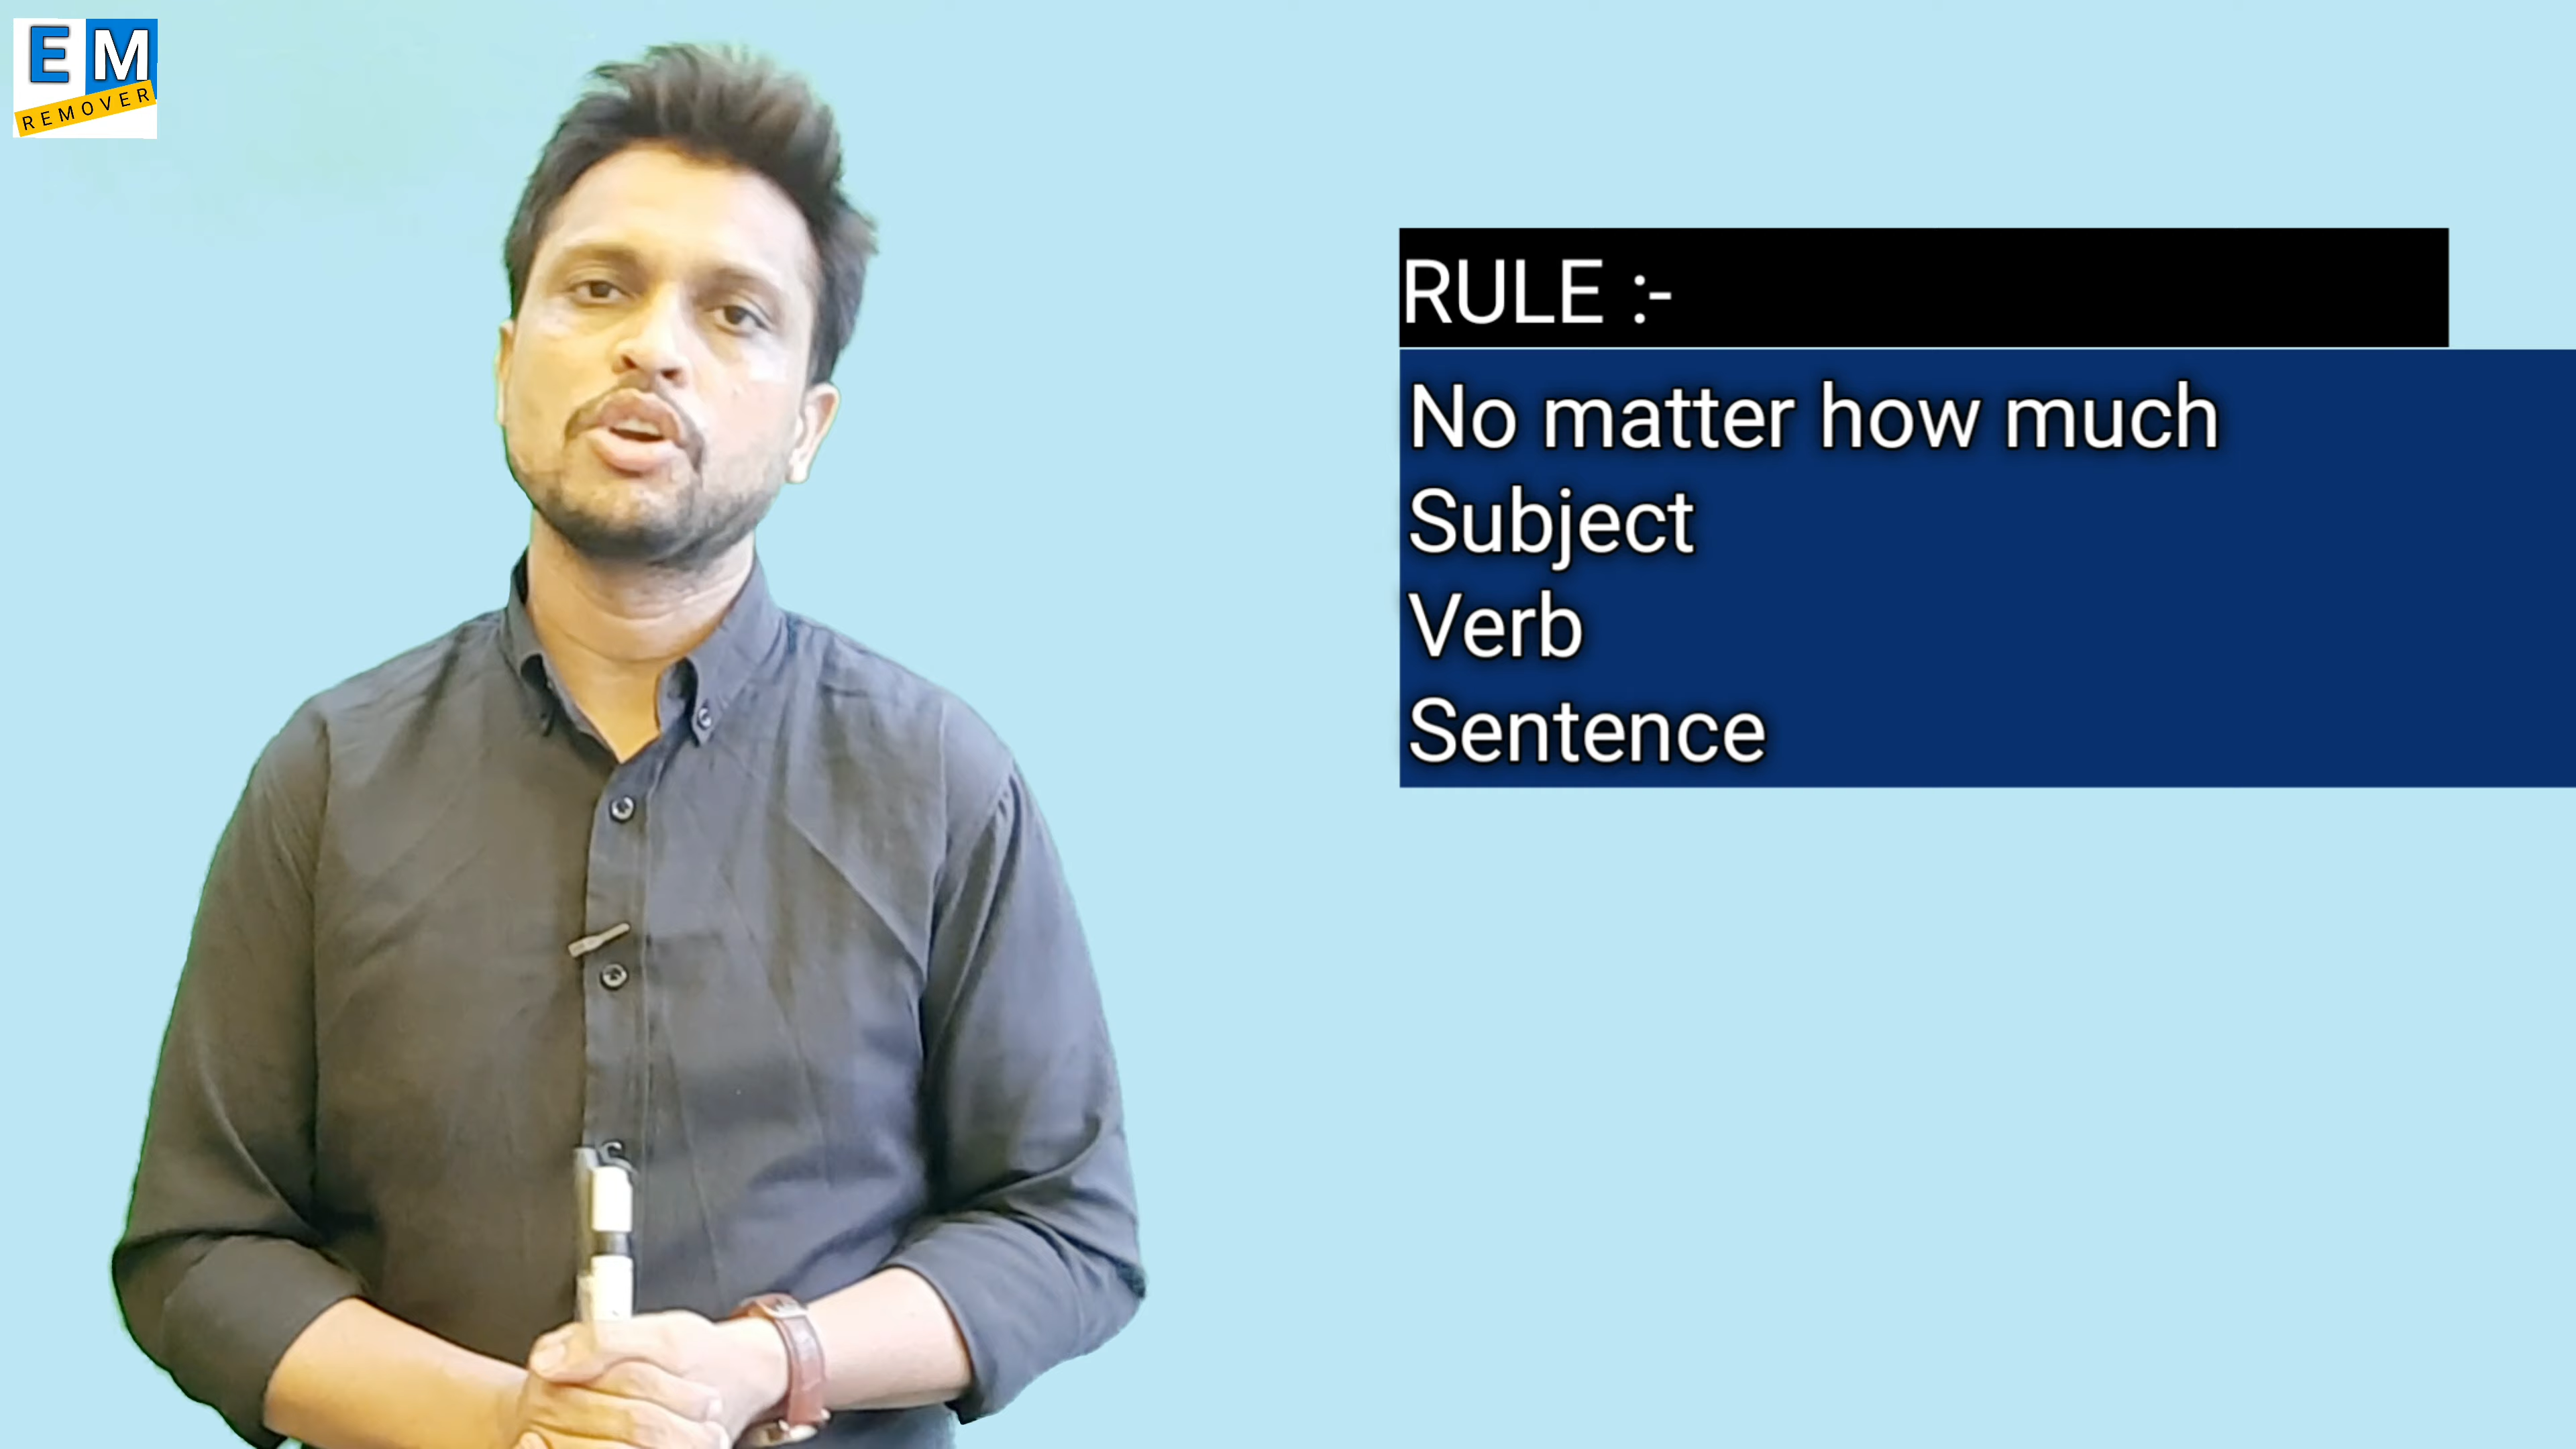 EM
REMOVER
RULE :-
No matter how much
Subject
Verb
Sentence